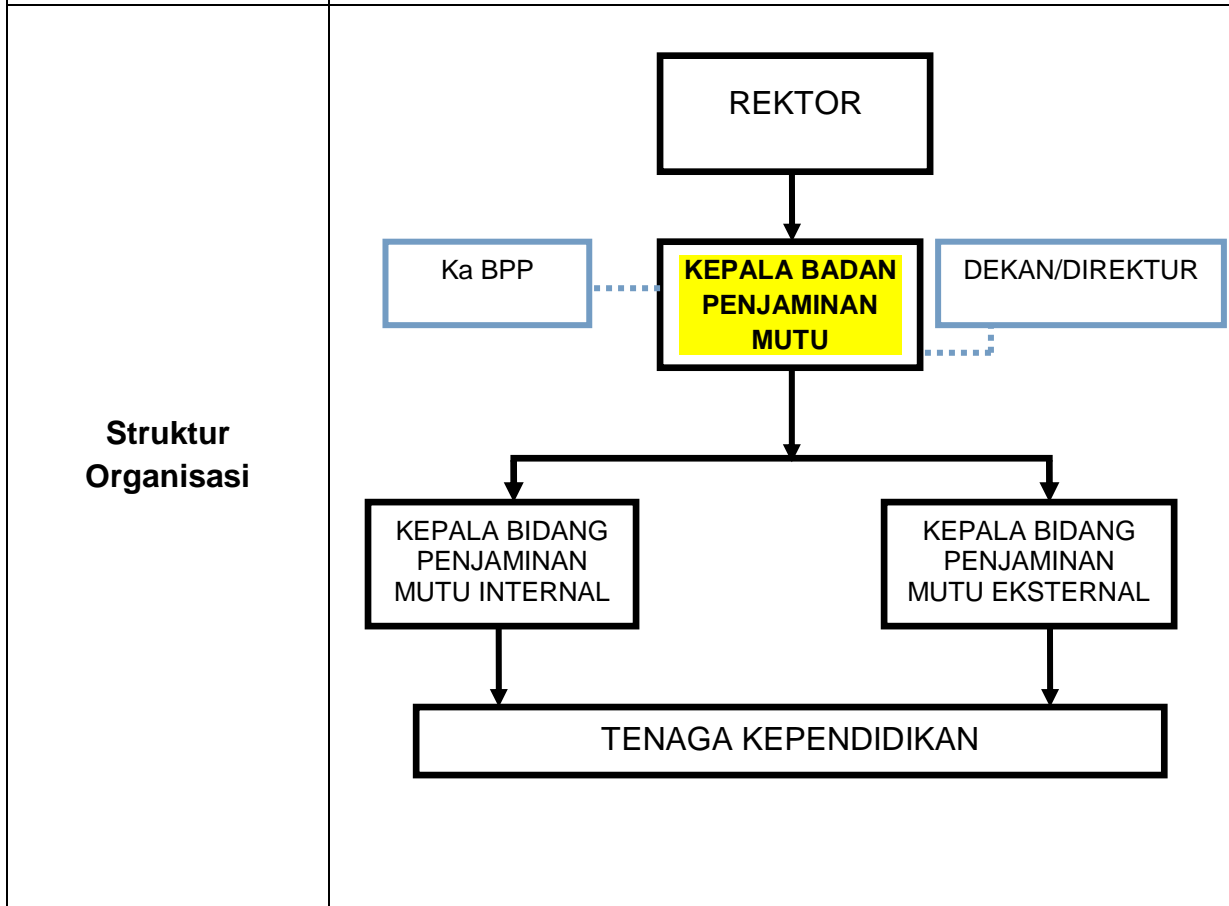 Struktur
Organisasi
REKTOR
Ka BPP
KEPALA BADAN
PENJAMINAN
MUTU
DEKAN/DIREKTUR
KEPALA BIDANG
PENJAMINAN
MUTU INTERNAL
KEPALA BIDANG
PENJAMINAN
MUTU EKSTERNAL
TENAGA KEPENDIDIKAN